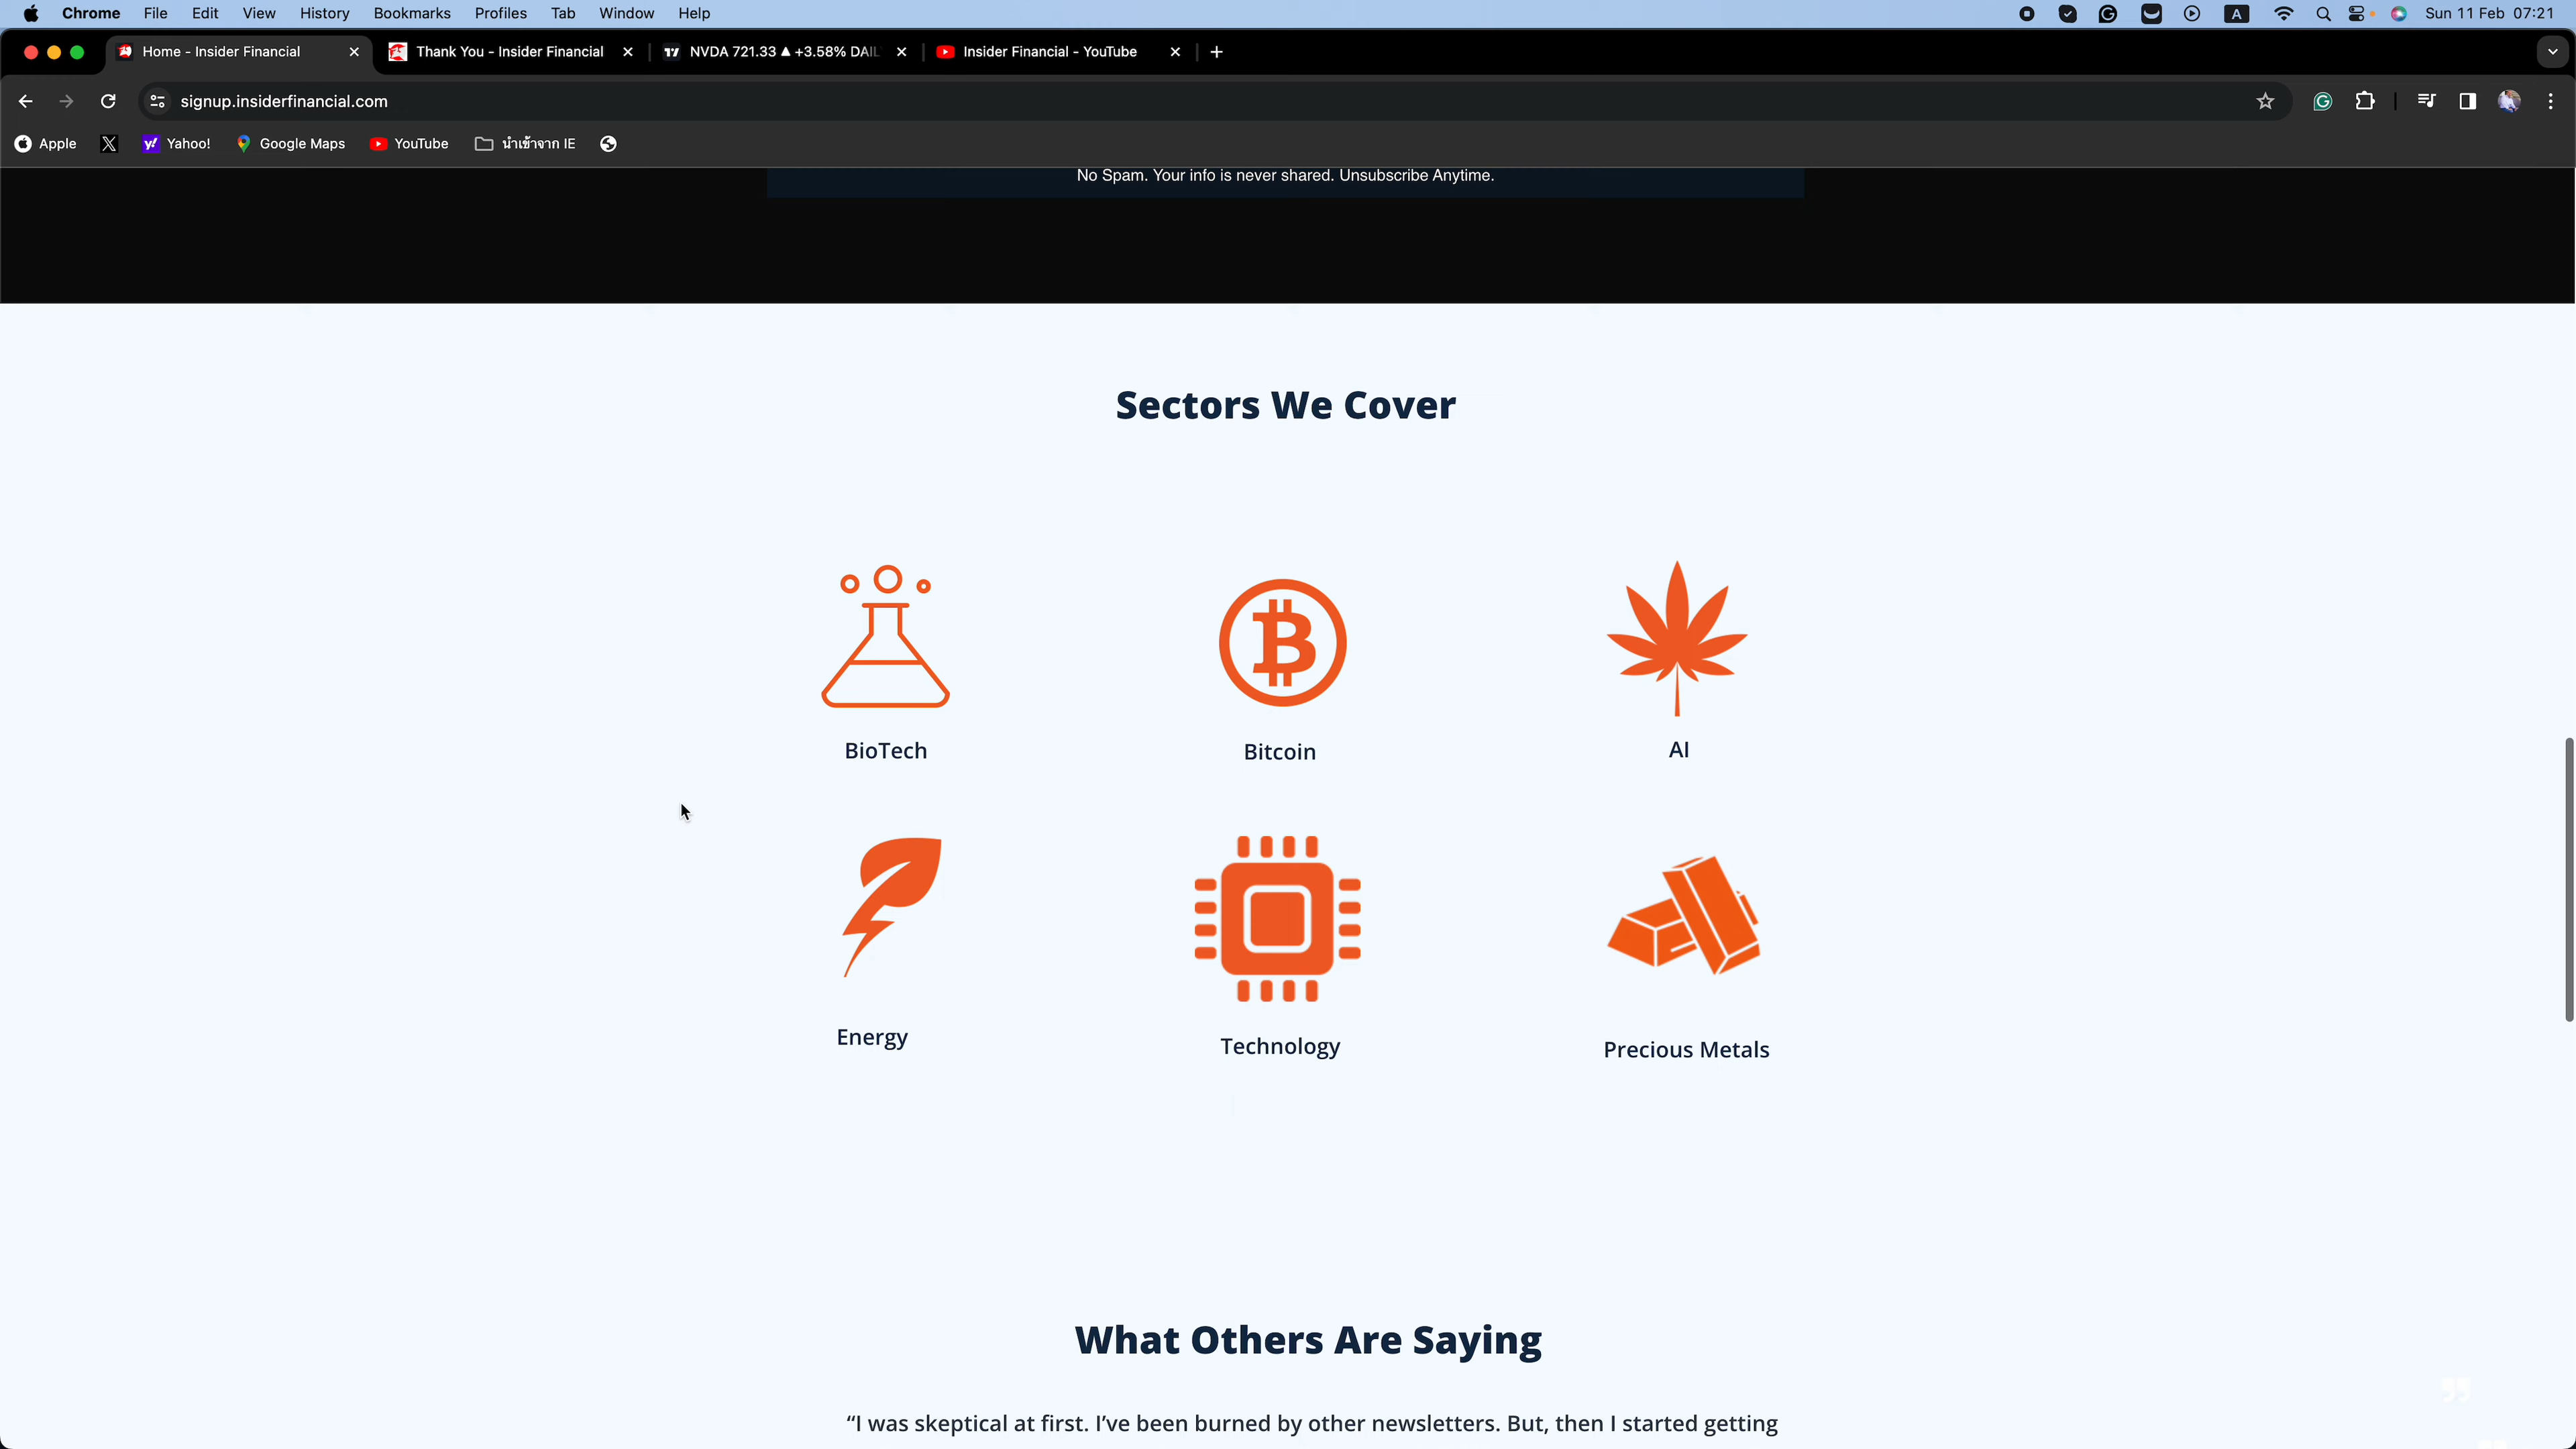 Chrome File Edit View History Bookmarks Profiles Tab Window Help Sun 11 Feb 07:21
Home - Insider Financial Thank You - Insider Financial NVDA 721.33 ▲ +3.58% DAIL Insider Financial - YouTube
signup.insiderfinancial.com
Apple Yahoo! Google Maps YouTube นำเข้าจาก IE
No Spam. Your info is never shared. Unsubscribe Anytime.
Sectors We Cover
BioTech Bitcoin AI
Energy Technology Precious Metals
What Others Are Saying
“I was skeptical at first. I’ve been burned by other newsletters. But, then I started getting